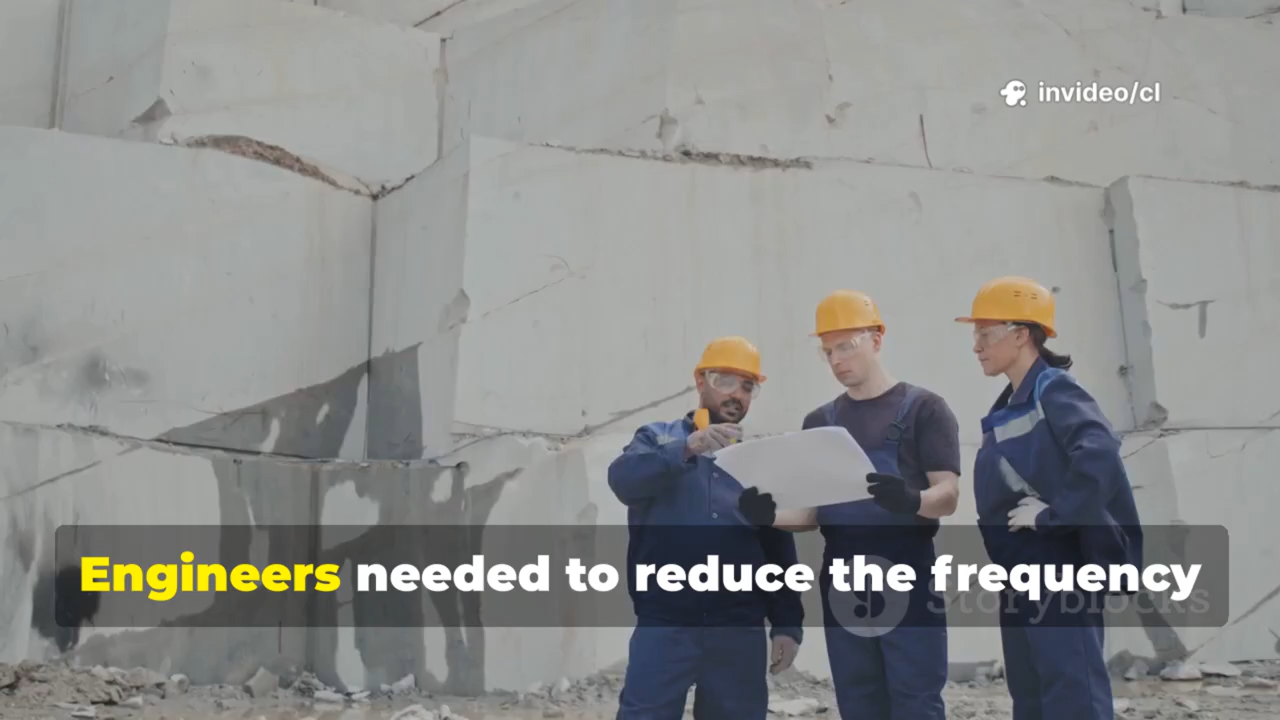 invideo/cl
Engineers needed to reduce the frequency
Storyblocks